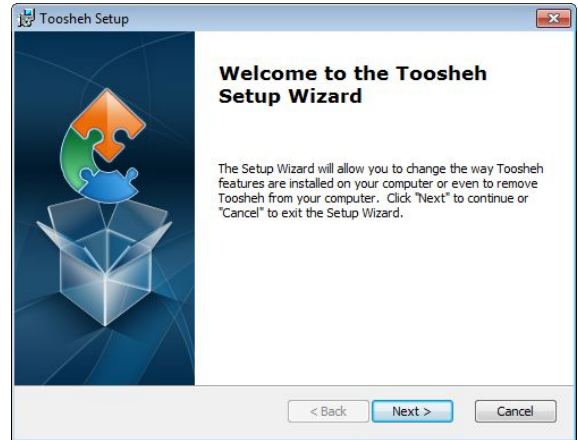 Toosheh Setup
Welcome to the Toosheh
Setup Wizard
The Setup Wizard will allow you to change the way Toosheh
features are installed on your computer or even to remove
Toosheh from your computer. Click "Next" to continue or
"Cancel" to exit the Setup Wizard.
< Back Next > Cancel